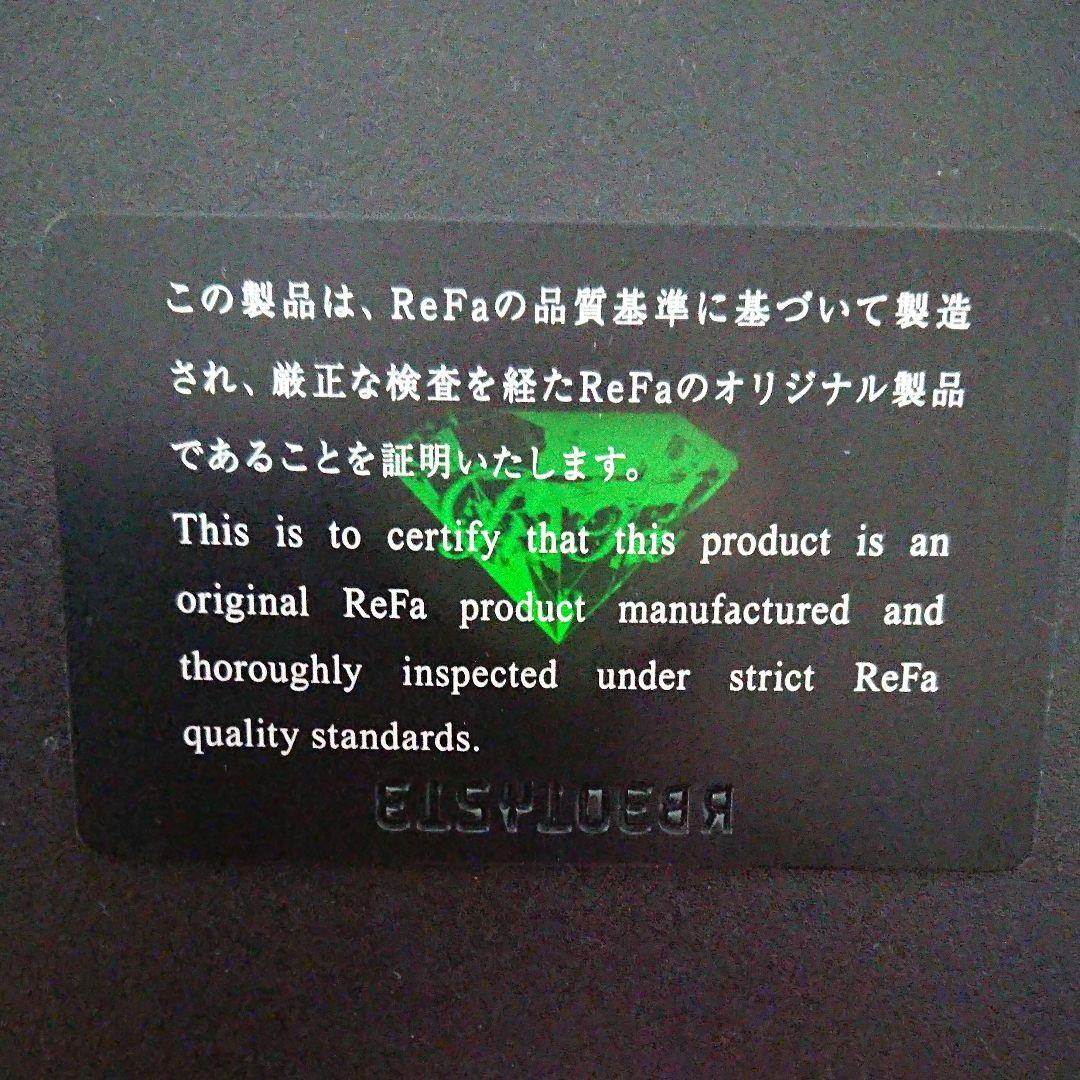 この製品は、ReFaの品質基準に基づいて製造
され、厳正な検査を経たReFaのオリジナル製品
であることを証明いたします。
This is to certify that this product is an
original ReFa product manufactured and
thoroughly inspected under strict ReFa
quality standards.